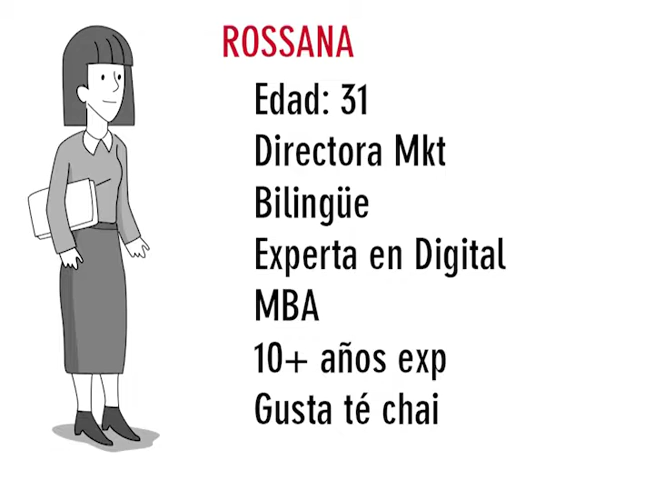 ROSSANA
Edad: 31
Directora Mkt
Bilingüe
Experta en Digital
MBA
10+ años exp
Gusta té chai